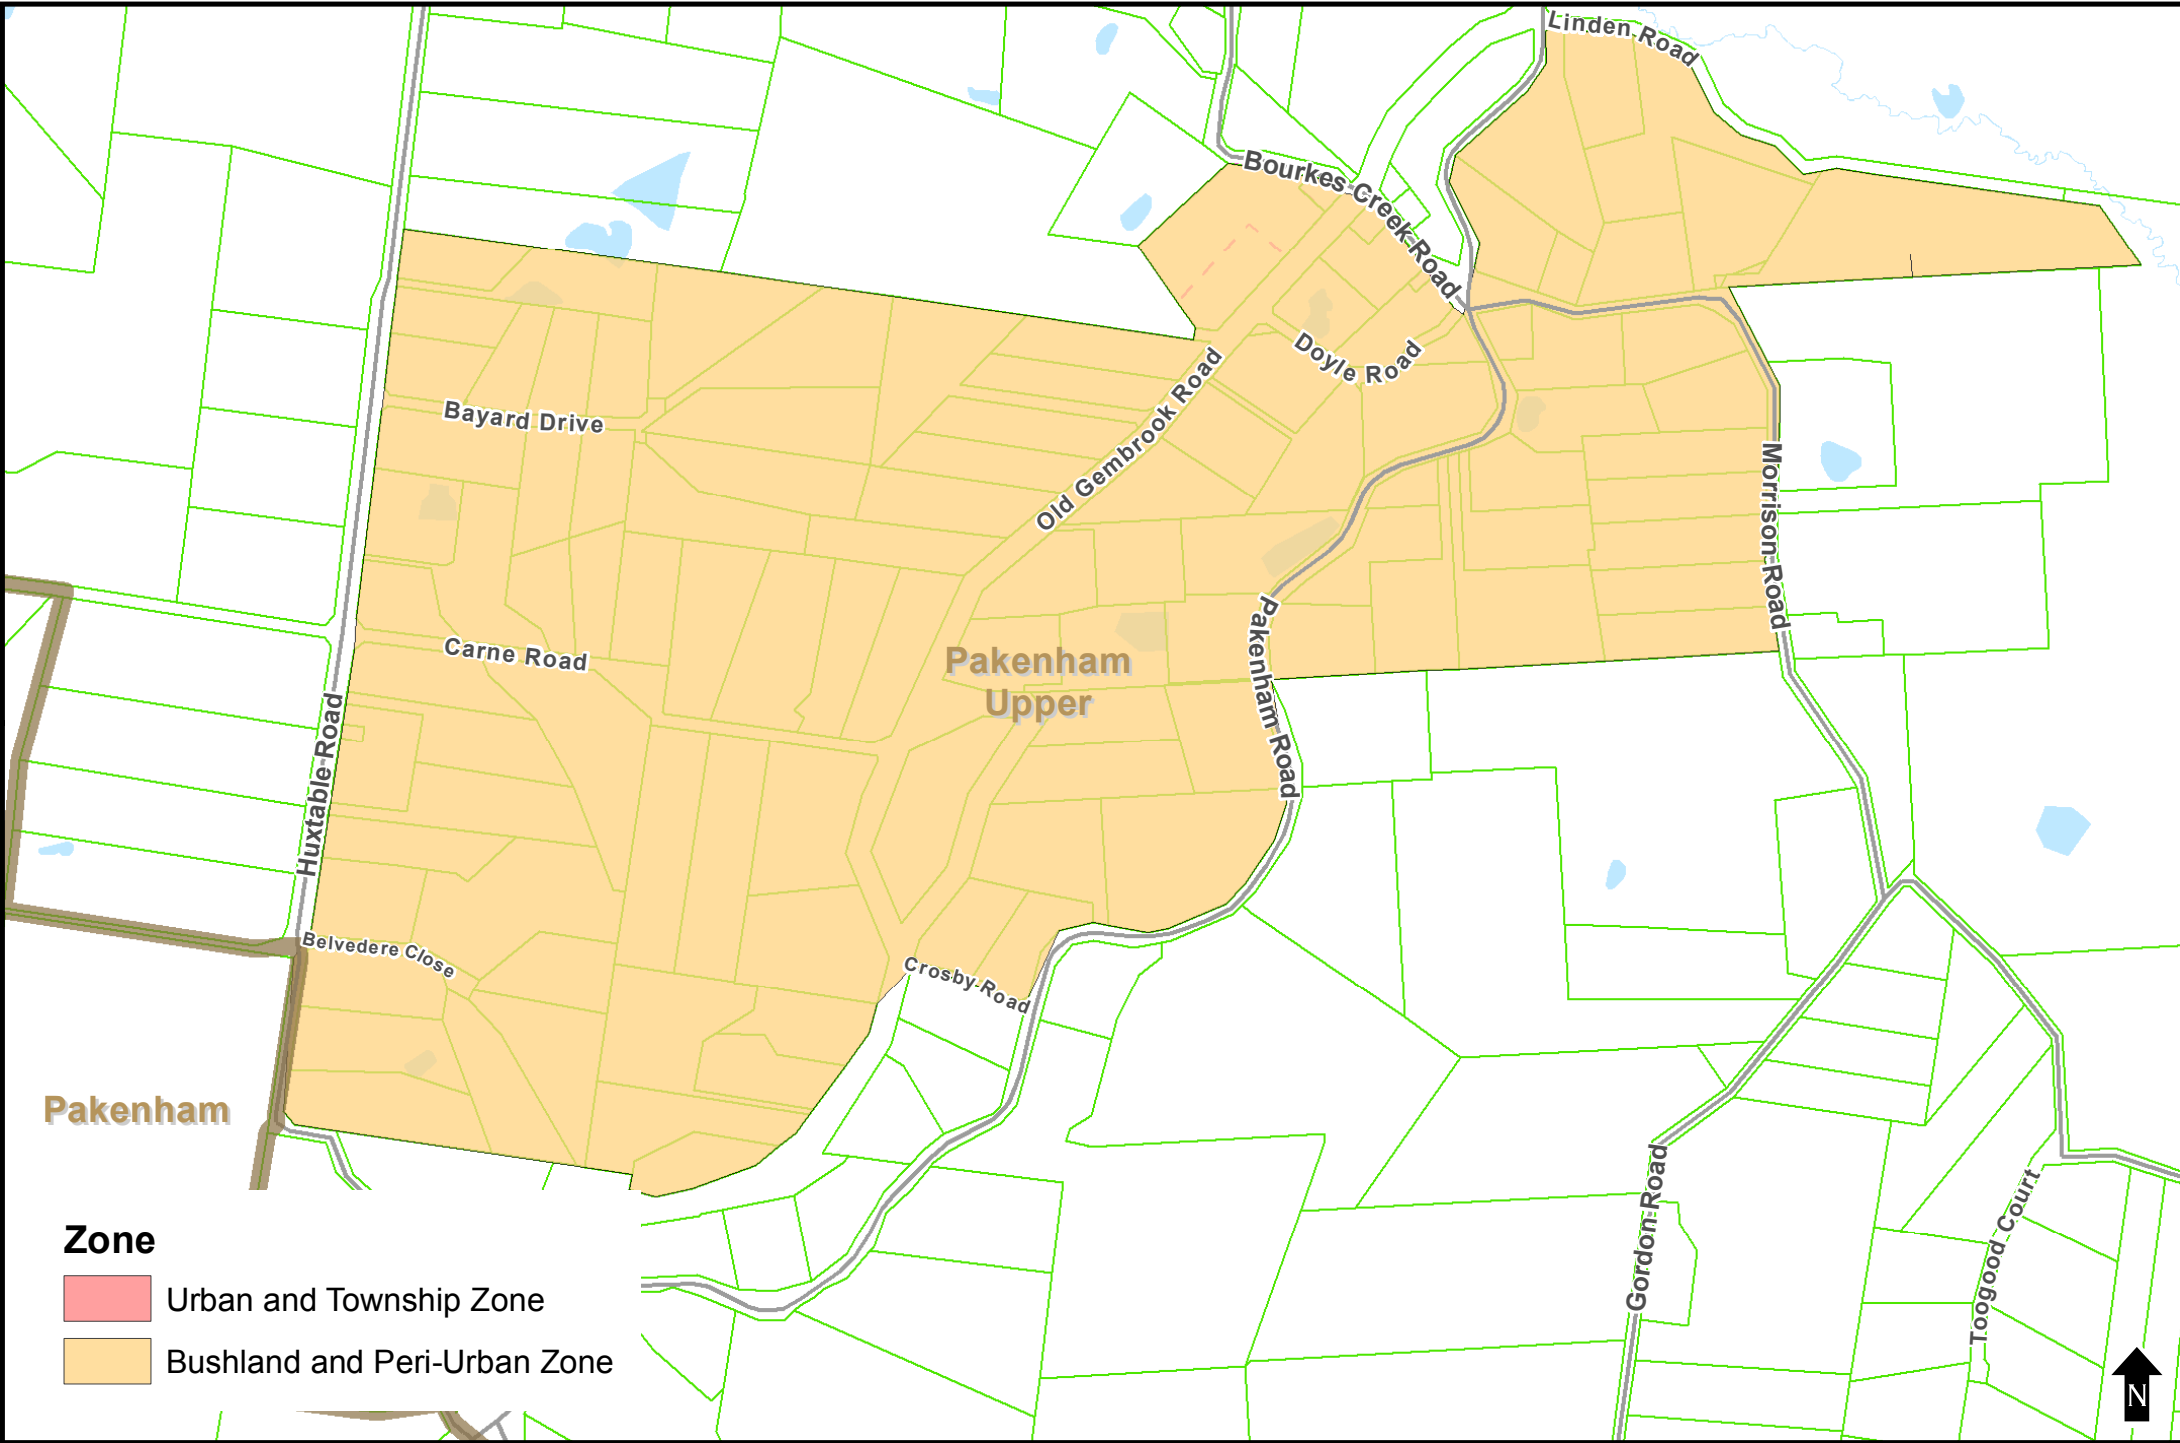 Linden Road
Bourkes Creek Road
Doyle Road
Old Gembrook Road
Bayard Drive
Morrison Road
Carne Road
Pakenham
Upper
Pakenham Road
Huxtable Road
Belvedere Close
Crosby Road
Pakenham
Gordon Road
Toogood Court
Zone
Urban and Township Zone
Bushland and Peri-Urban Zone
N